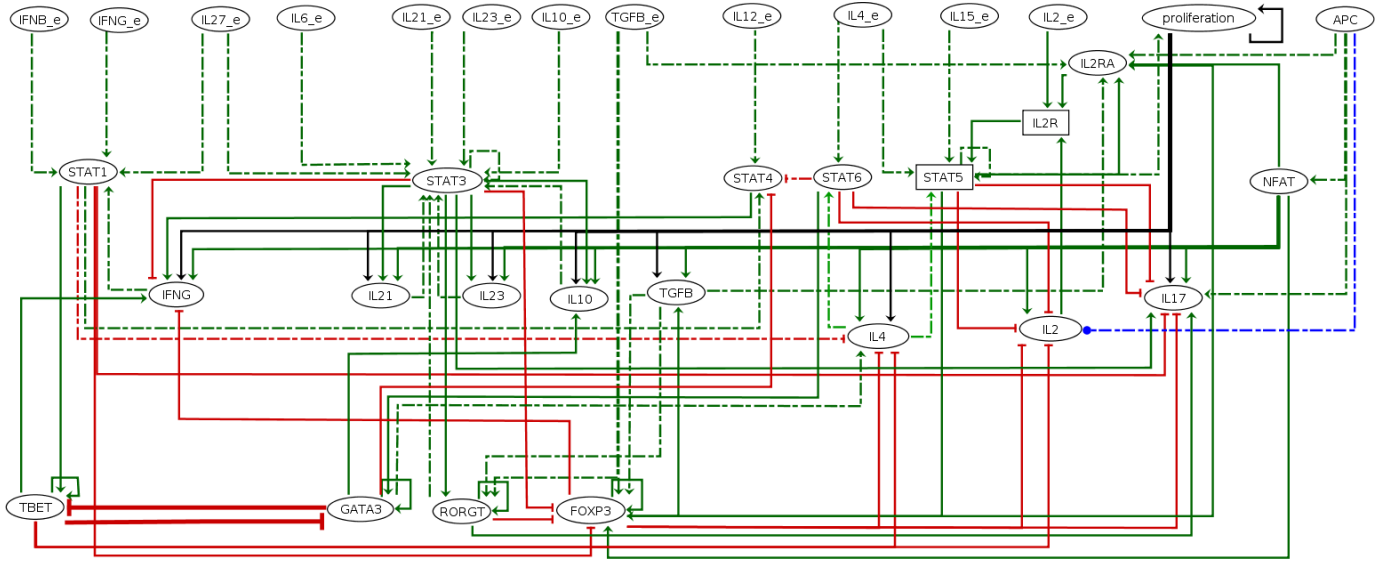 IFNB_e
IFNG_e
IL27_e
IL6_e
IL21_e
IL23_e
IL10_e
TGFB_e
IL12_e
IL4_e
IL15_e
IL2_e
proliferation
APC
IL2RA
IL2R
STAT1
STAT3
STAT4
STAT6
STAT5
NFAT
IFNG
IL21
IL23
IL10
TGFB
IL4
IL2
IL17
TBET
GATA3
RORGT
FOXP3